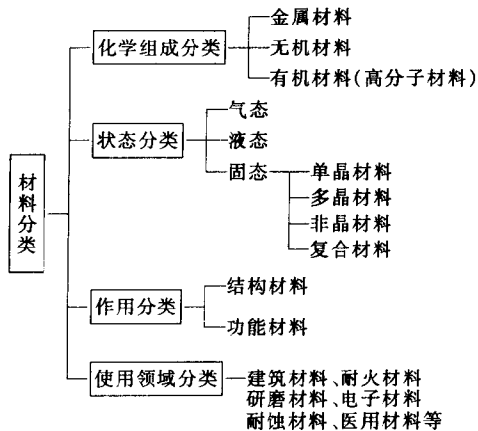 材料分类
化学组成分类
金属材料
无机材料
有机材料(高分子材料)
状态分类
气态
液态
固态
单晶材料
多晶材料
非晶材料
复合材料
作用分类
结构材料
功能材料
使用领域分类
建筑材料、耐火材料
研磨材料、电子材料
耐蚀材料、医用材料等